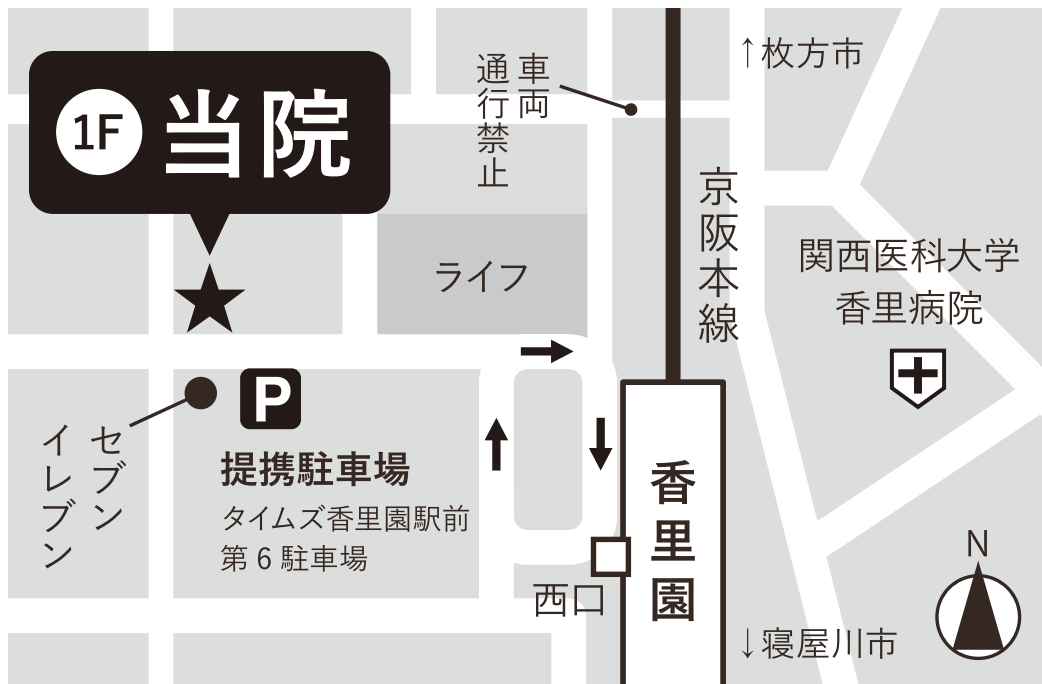 1F 当院
車両
通行禁止
↑枚方市
京阪本線
ライフ
関西医科大学
香里病院
セブン
イレブン
P
提携駐車場
タイムズ香里園駅前
第6駐車場
香里園
西口
N
↓寝屋川市